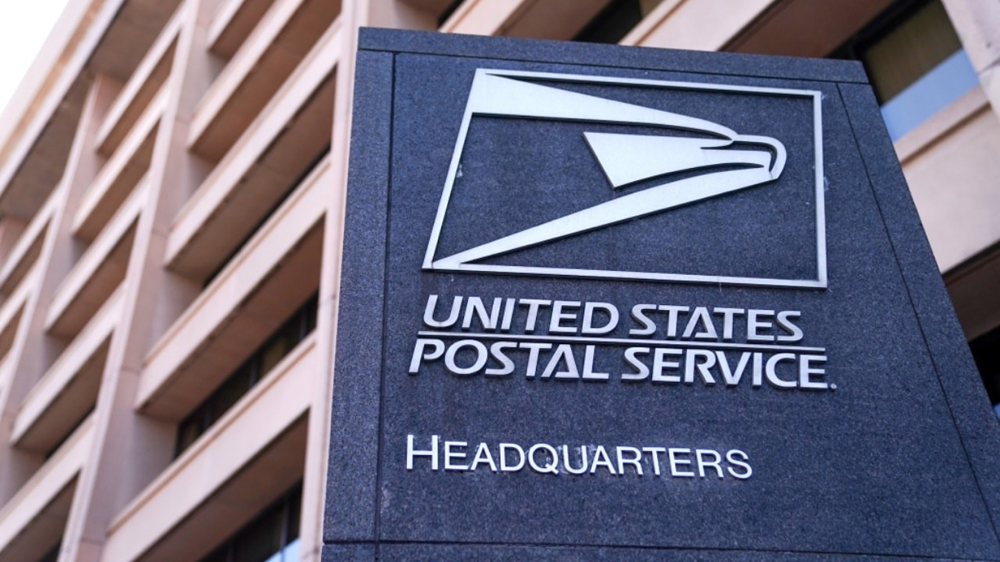 UNITED STATES
POSTAL SERVICE.
HEADQUARTERS